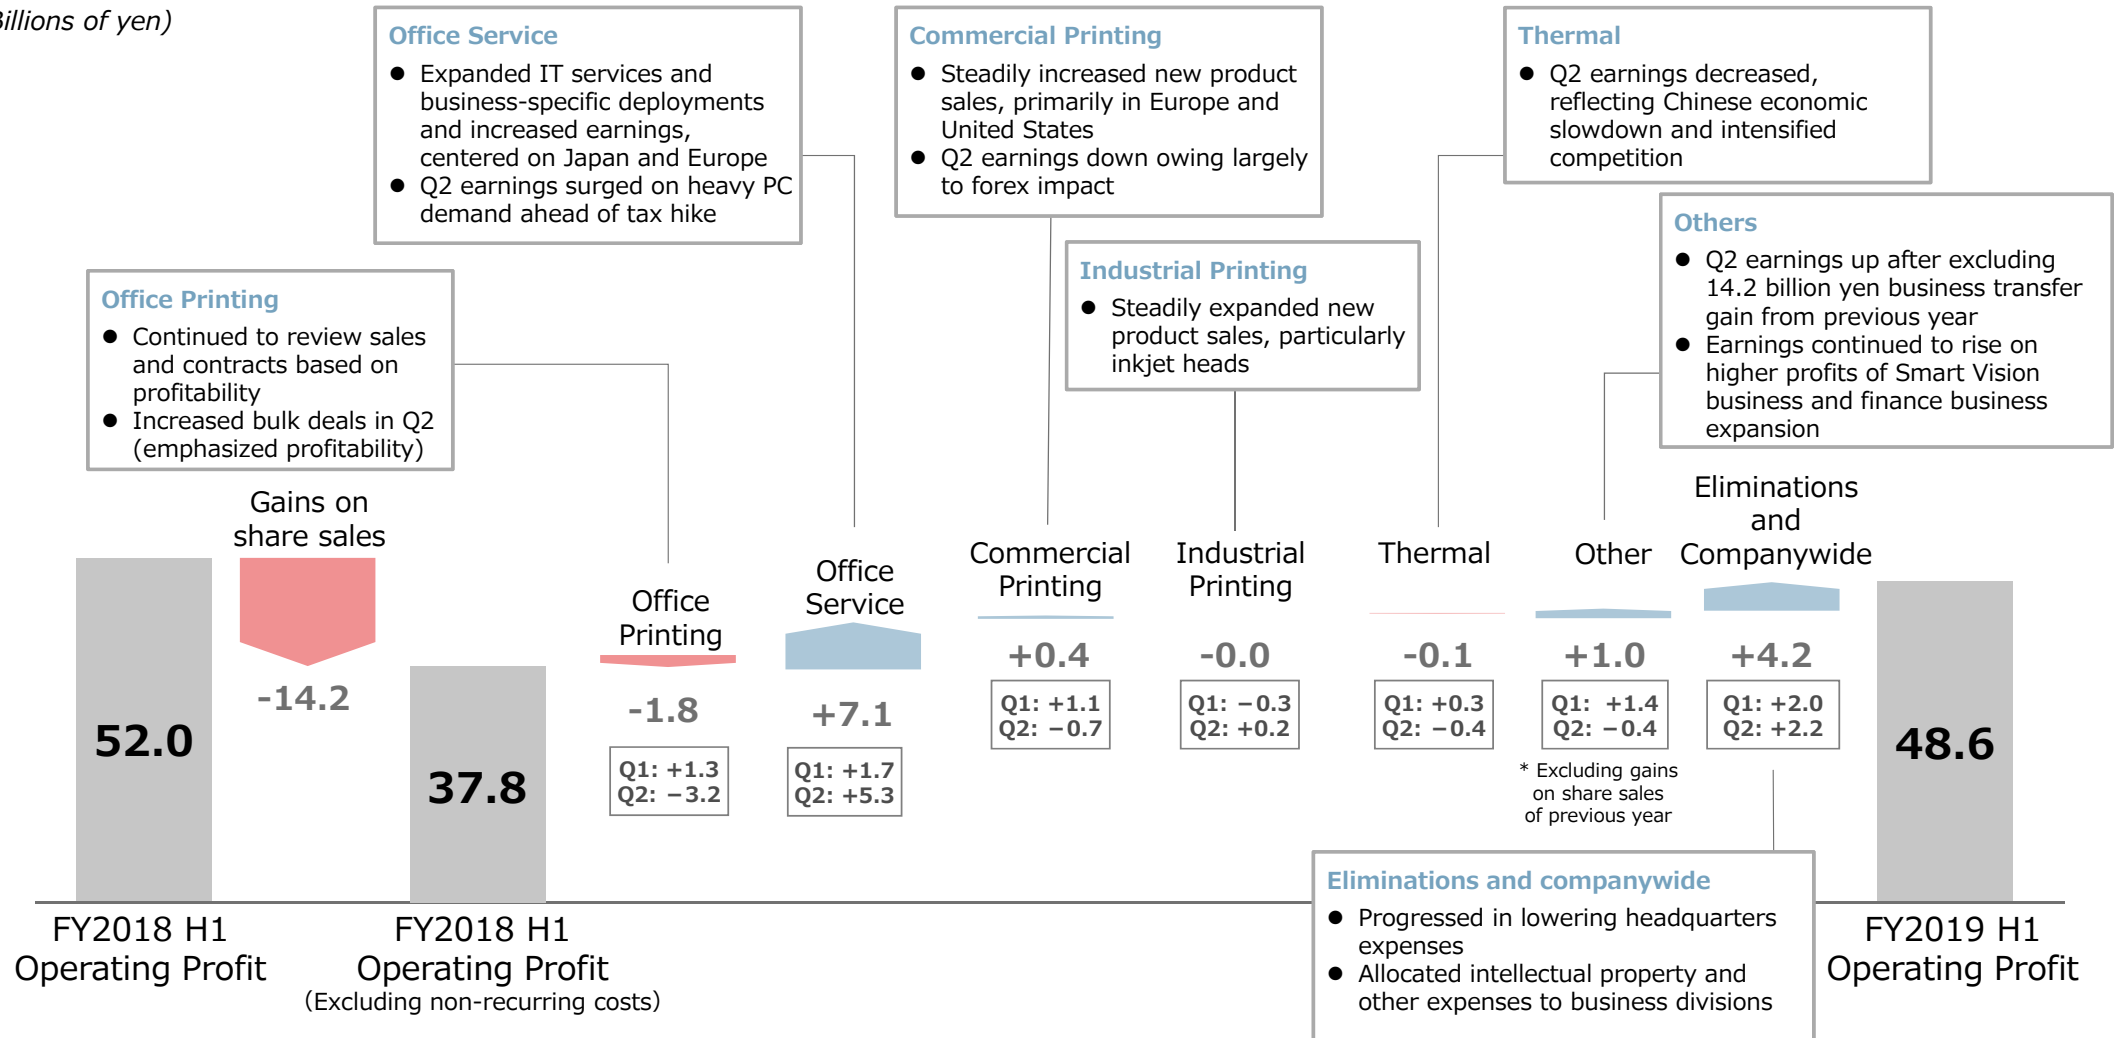 Billions of yen)
Office Service
● Expanded IT services and
business-specific deployments
and increased earnings,
centered on Japan and Europe
● Q2 earnings surged on heavy PC
demand ahead of tax hike
Commercial Printing
● Steadily increased new product
sales, primarily in Europe and
United States
● Q2 earnings down owing largely
to forex impact
Thermal
● Q2 earnings decreased,
reflecting Chinese economic
slowdown and intensified
competition
Others
● Q2 earnings up after excluding
14.2 billion yen business transfer
gain from previous year
● Earnings continued to rise on
higher profits of Smart Vision
business and finance business
expansion
Industrial Printing
● Steadily expanded new
product sales, particularly
inkjet heads
Office Printing
● Continued to review sales
and contracts based on
profitability
● Increased bulk deals in Q2
(emphasized profitability)
Gains on
share sales
-14.2
52.0
37.8
Office
Printing
-1.8
Q1: +1.3
Q2: −3.2
Office
Service
+7.1
Q1: +1.7
Q2: +5.3
Commercial
Printing
+0.4
Q1: +1.1
Q2: −0.7
Industrial
Printing
-0.0
Q1: −0.3
Q2: +0.2
Thermal
-0.1
Q1: +0.3
Q2: −0.4
Other
+1.0
Q1: +1.4
Q2: −0.4
* Excluding gains
on share sales
of previous year
Eliminations
and
Companywide
+4.2
Q1: +2.0
Q2: +2.2
48.6
Eliminations and companywide
● Progressed in lowering headquarters
expenses
● Allocated intellectual property and
other expenses to business divisions
FY2018 H1
Operating Profit
FY2018 H1
Operating Profit
(Excluding non-recurring costs)
FY2019 H1
Operating Profit